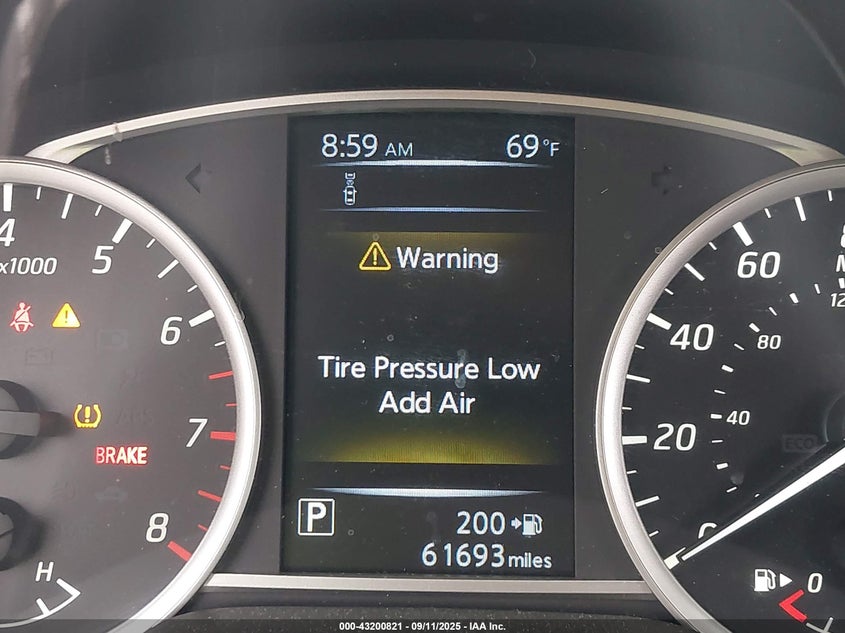 8:59 AM 69°F
Warning
Tire Pressure Low
Add Air
P
200
61693 miles
4
x1000
5
6
7
8
BRAKE
H
60
40
20
0
80
40
ECO
0
000-43200821 - 09/11/2025 - IAA Inc.